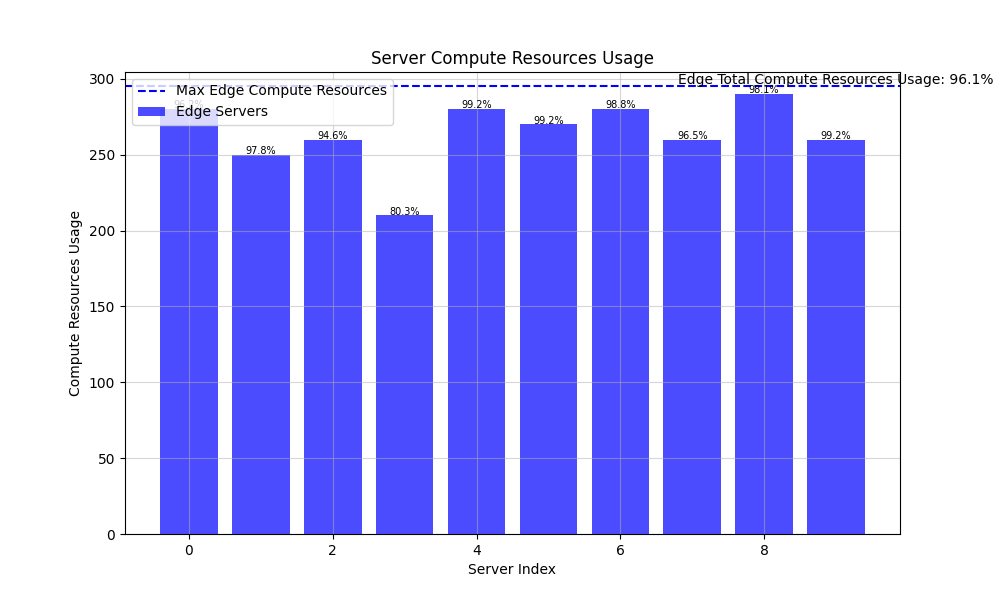 Server Compute Resources Usage
Edge Total Compute Resources Usage: 96.1%
Max Edge Compute Resources
Edge Servers
97.8%
94.6%
80.3%
99.2%
99.2%
98.8%
96.5%
98.1%
99.2%
300
250
200
150
100
50
0
Compute Resources Usage
0 2 4 6 8
Server Index